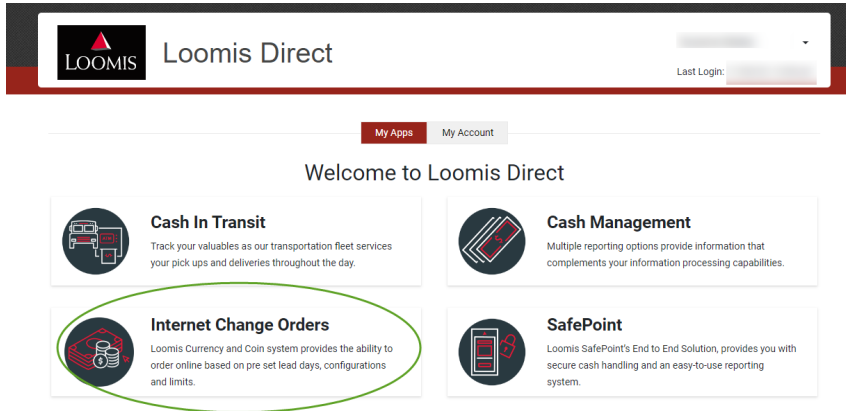 LOOMIS
Loomis Direct
Last Login:
My Apps
My Account
Welcome to Loomis Direct
Cash In Transit
Track your valuables as our transportation fleet services
your pick ups and deliveries throughout the day.
Cash Management
Multiple reporting options provide information that
complements your information processing capabilities.
Internet Change Orders
Loomis Currency and Coin system provides the ability to
order online based on pre set lead days, configurations
and limits.
SafePoint
Loomis SafePoint's End to End Solution, provides you with
secure cash handling and an easy-to-use reporting
system.